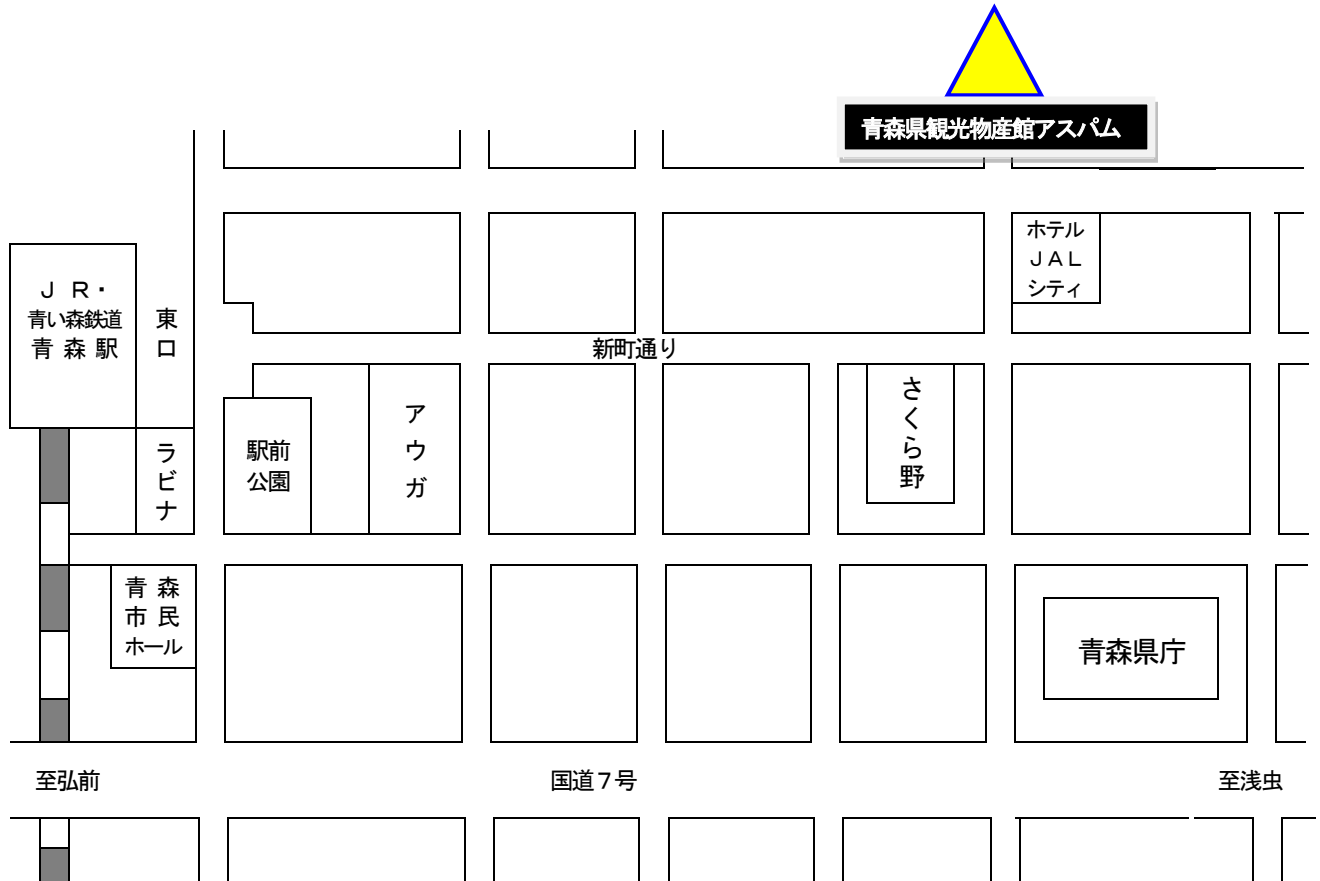 青森県観光物産館アスパム
ホテル
ＪＡＬ
シティ
ＪＲ・
青い森鉄道
青森駅
東口
新町通り
さくら野
アウガ
駅前
公園
ラビナ
青森
市民
ホール
青森県庁
至弘前
国道７号
至浅虫